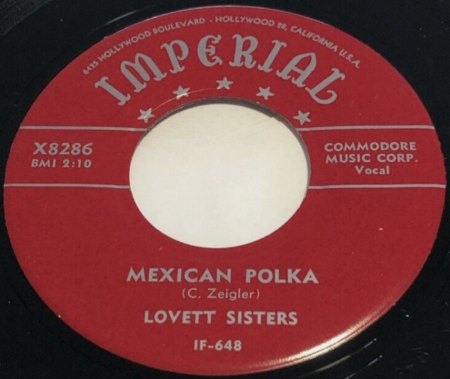 6425 HOLLYWOOD BOULEVARD - HOLLYWOOD 28, CALIFORNIA U.S.A.
IMPERIAL
X8286
BMI 2:10
COMMODORE
MUSIC CORP.
Vocal
MEXICAN POLKA
(C. Zeigler)
LOVETT SISTERS
IF-648